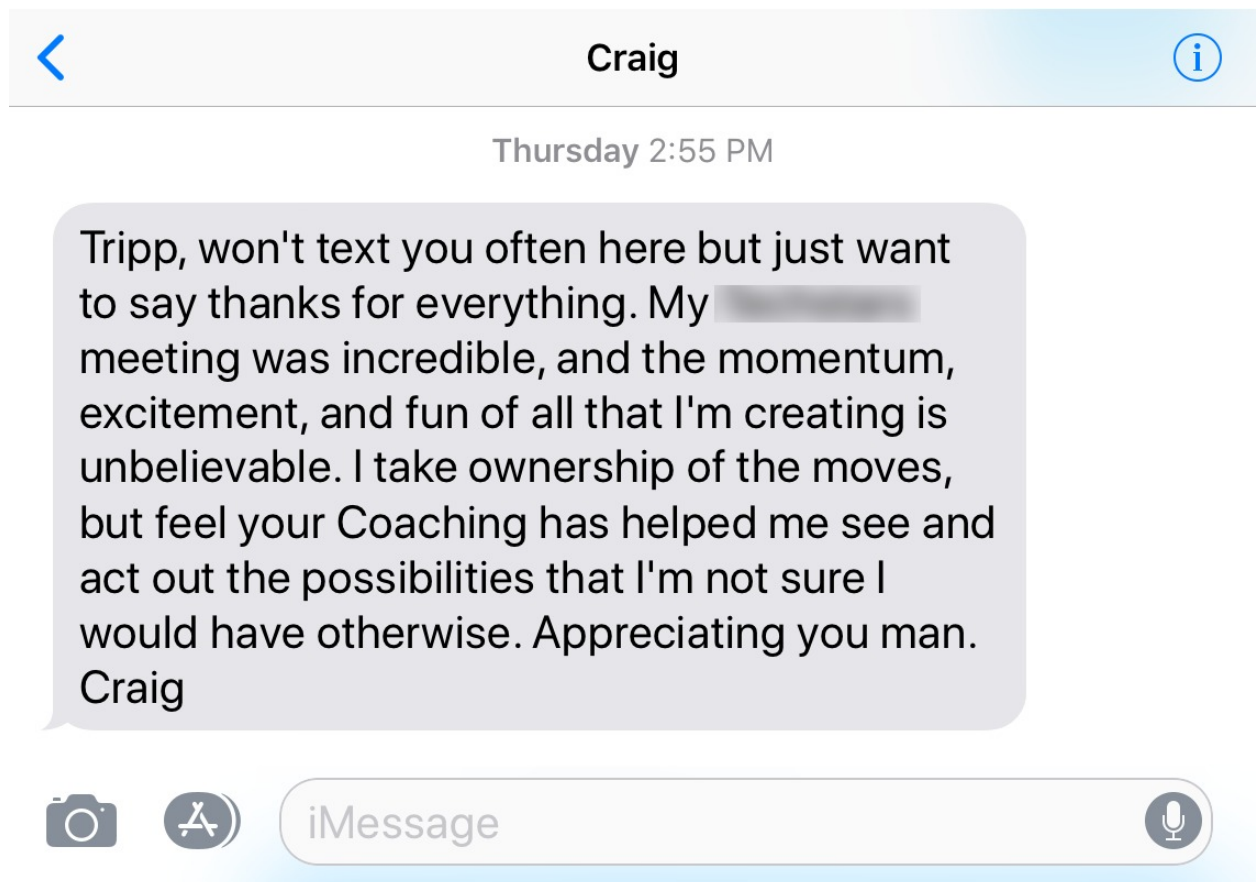 Craig
Thursday 2:55 PM
Tripp, won't text you often here but just want
to say thanks for everything. My
meeting was incredible, and the momentum,
excitement, and fun of all that I'm creating is
unbelievable. I take ownership of the moves,
but feel your Coaching has helped me see and
act out the possibilities that I'm not sure I
would have otherwise. Appreciating you man.
Craig
iMessage